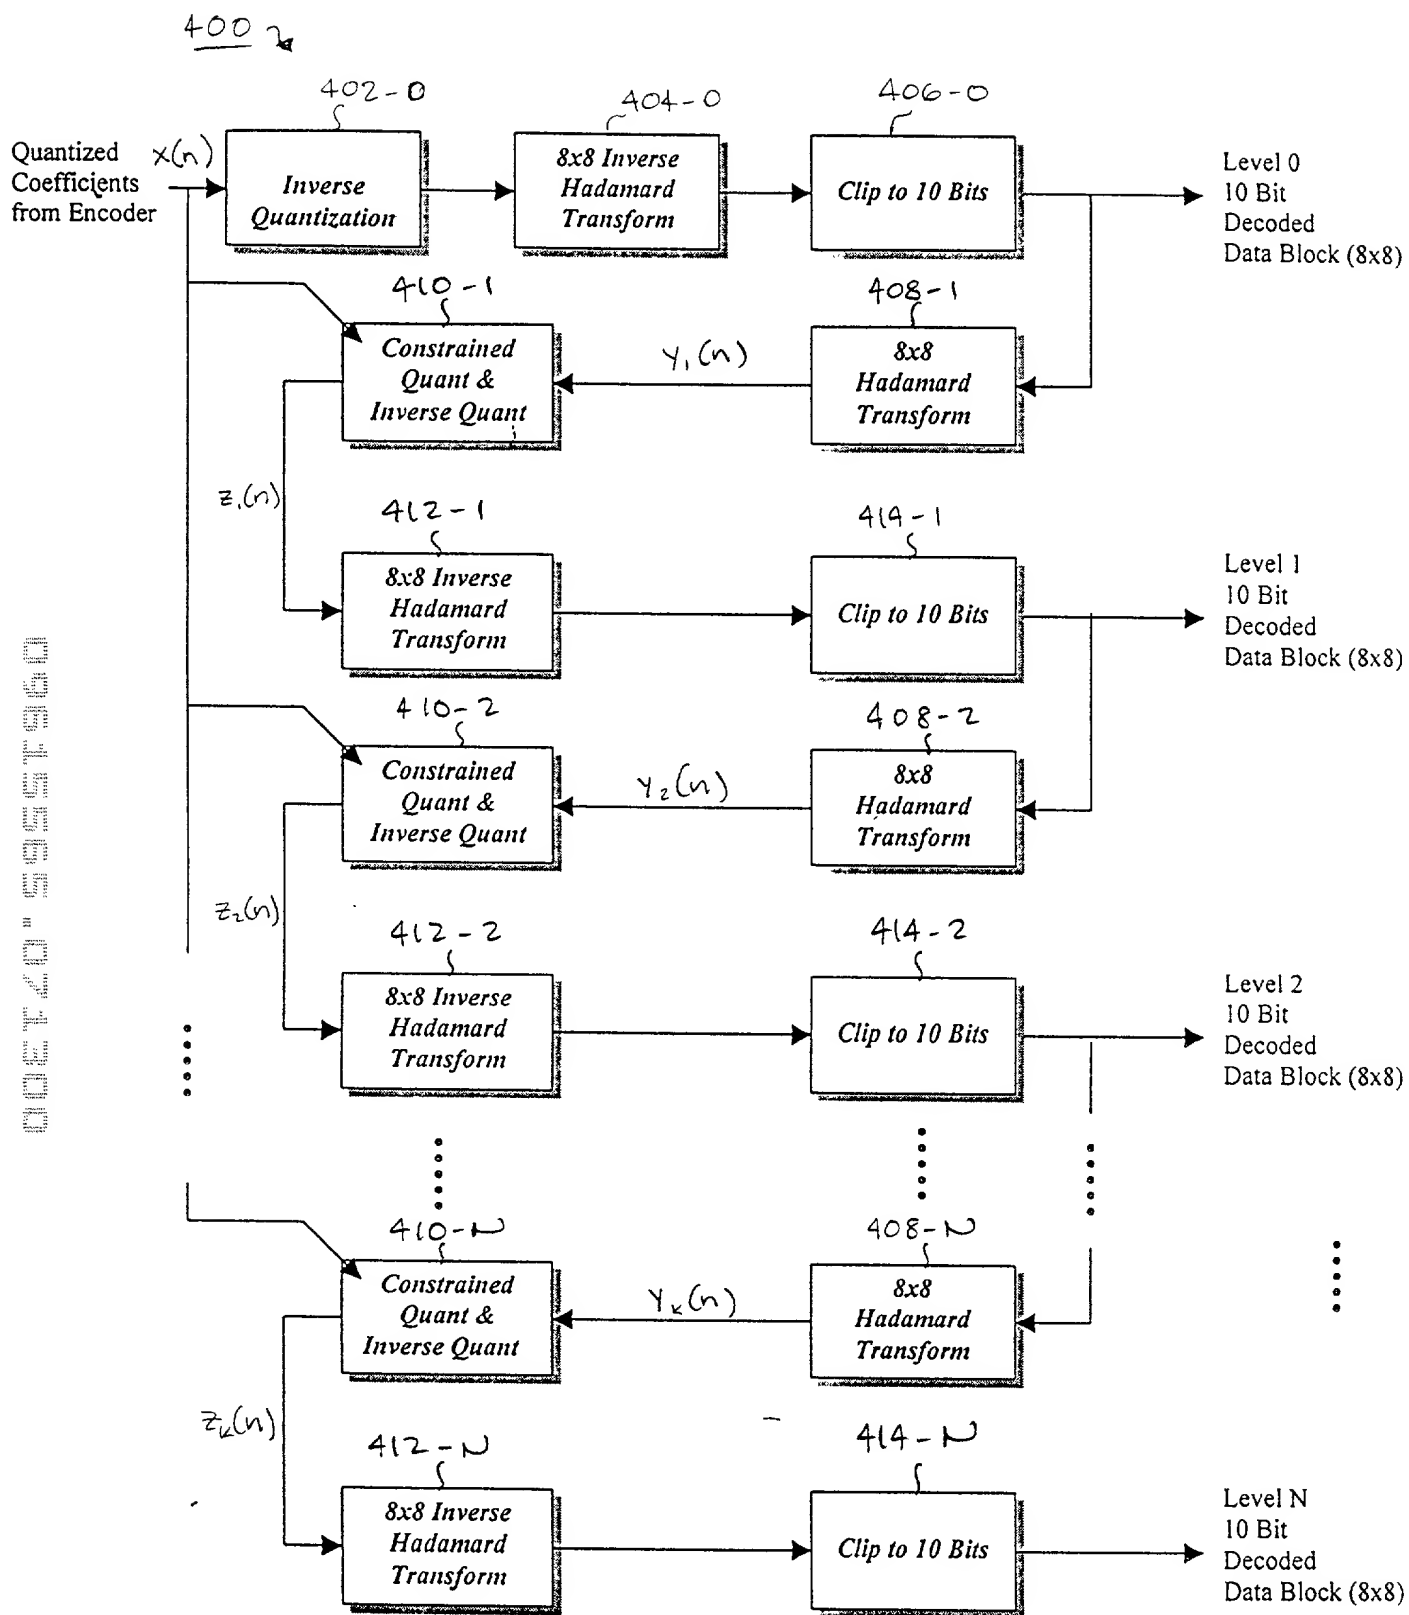 400
402-0
404-0
406-0
Quantized
Coefficients
from Encoder
x(n)
Inverse
Quantization
8x8 Inverse
Hadamard
Transform
Clip to 10 Bits
Level 0
10 Bit
Decoded
Data Block (8x8)
410-1
408-1
Constrained
Quant &
Inverse Quant
y₁(n)
8x8
Hadamard
Transform
z₁(n)
412-1
414-1
8x8 Inverse
Hadamard
Transform
Clip to 10 Bits
Level 1
10 Bit
Decoded
Data Block (8x8)
410-2
408-2
Constrained
Quant &
Inverse Quant
y₂(n)
8x8
Hadamard
Transform
z₂(n)
412-2
414-2
8x8 Inverse
Hadamard
Transform
Clip to 10 Bits
Level 2
10 Bit
Decoded
Data Block (8x8)
410-N
408-N
Constrained
Quant &
Inverse Quant
yₖ(n)
8x8
Hadamard
Transform
zₖ(n)
412-N
414-N
8x8 Inverse
Hadamard
Transform
Clip to 10 Bits
Level N
10 Bit
Decoded
Data Block (8x8)